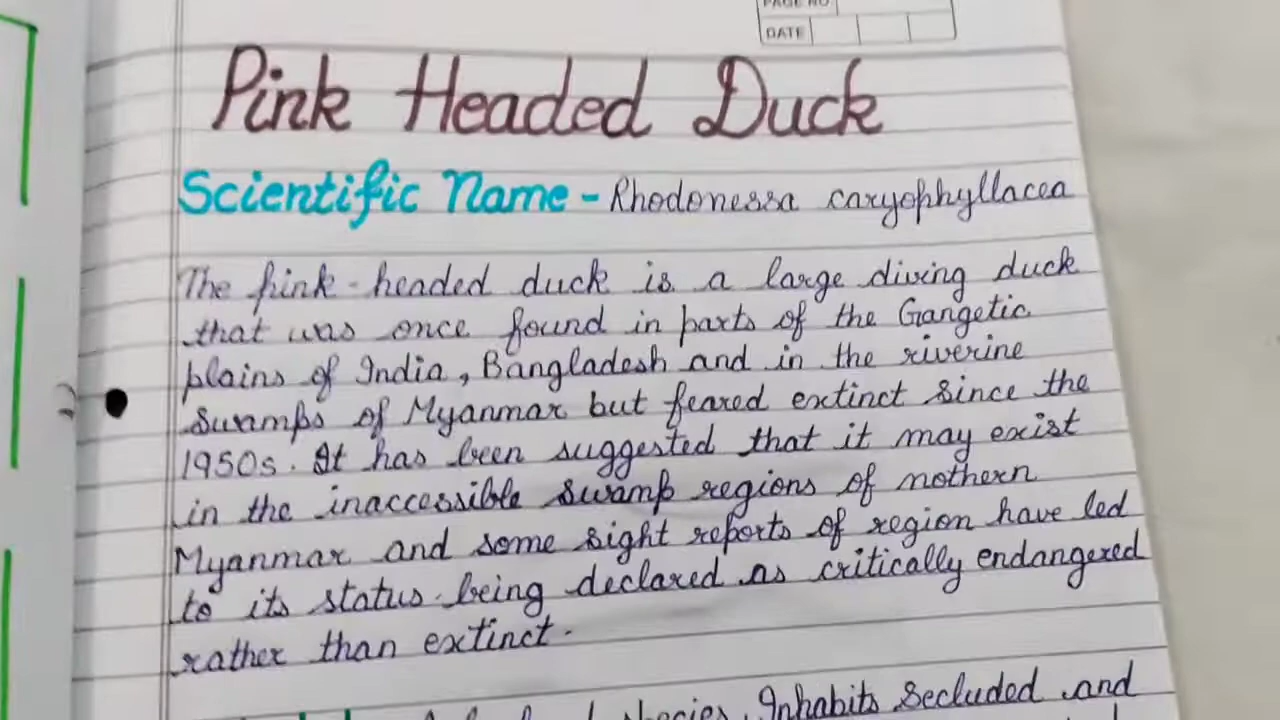 PAGE NO
DATE
Pink Headed Duck
Scientific Name - Rhodonessa caryophyllacea
The pink-headed duck is a large diving duck
that was once found in parts of the Gangetic
plains of India, Bangladesh and in the riverine
swamps of Myanmar but feared extinct since the
1950s. It has been suggested that it may exist
in the inaccessible swamp regions of nothern
Myanmar and some sight reports of region have led
to its status being declared as critically endangered
rather than extinct.
species. Inhabits secluded and